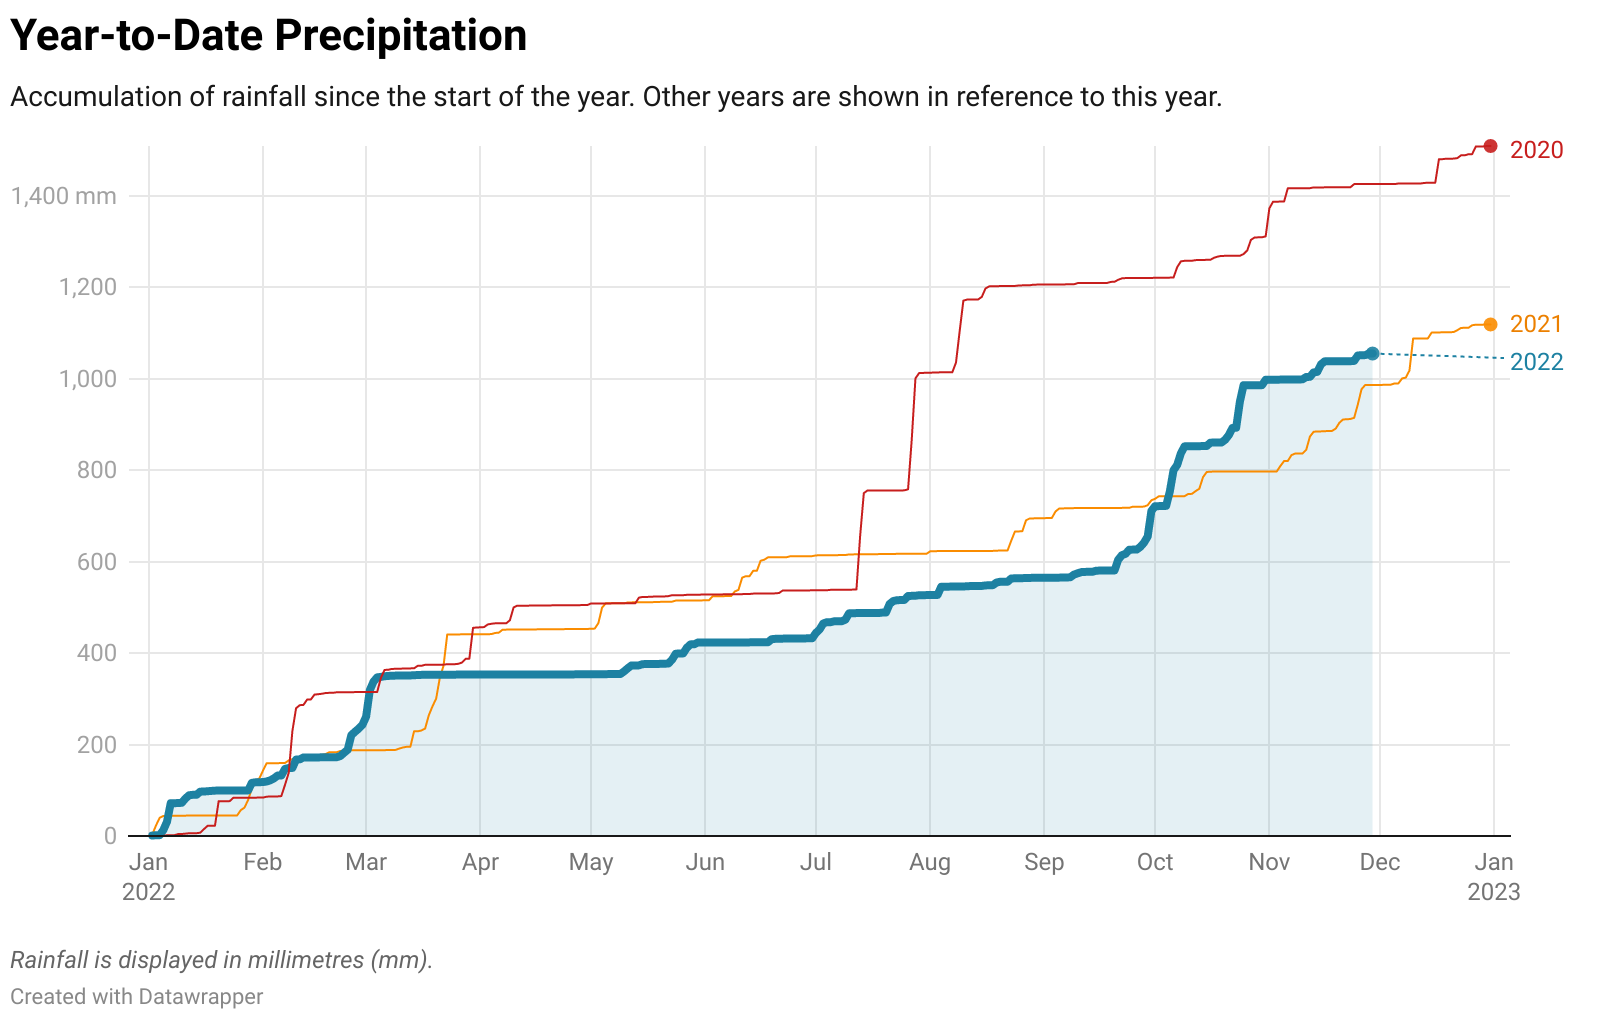 Year-to-Date Precipitation
Accumulation of rainfall since the start of the year. Other years are shown in reference to this year.
2020
1,400 mm
1,200
2021
2022
1,000
800
600
400
200
0
Jan Feb Mar Apr May Jun Jul Aug Sep Oct Nov Dec Jan
2022 2023
Rainfall is displayed in millimetres (mm).
Created with Datawrapper